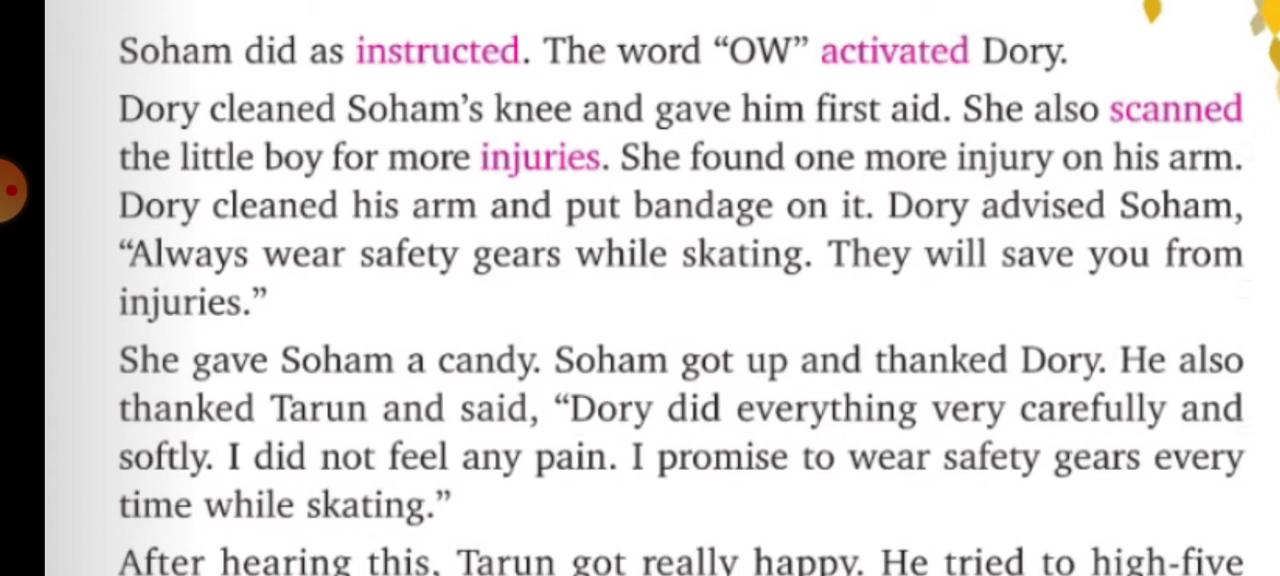 Soham did as instructed. The word “OW” activated Dory.
Dory cleaned Soham’s knee and gave him first aid. She also scanned
the little boy for more injuries. She found one more injury on his arm.
Dory cleaned his arm and put bandage on it. Dory advised Soham,
“Always wear safety gears while skating. They will save you from
injuries.”
She gave Soham a candy. Soham got up and thanked Dory. He also
thanked Tarun and said, “Dory did everything very carefully and
softly. I did not feel any pain. I promise to wear safety gears every
time while skating.”
After hearing this, Tarun got really happy. He tried to high-five